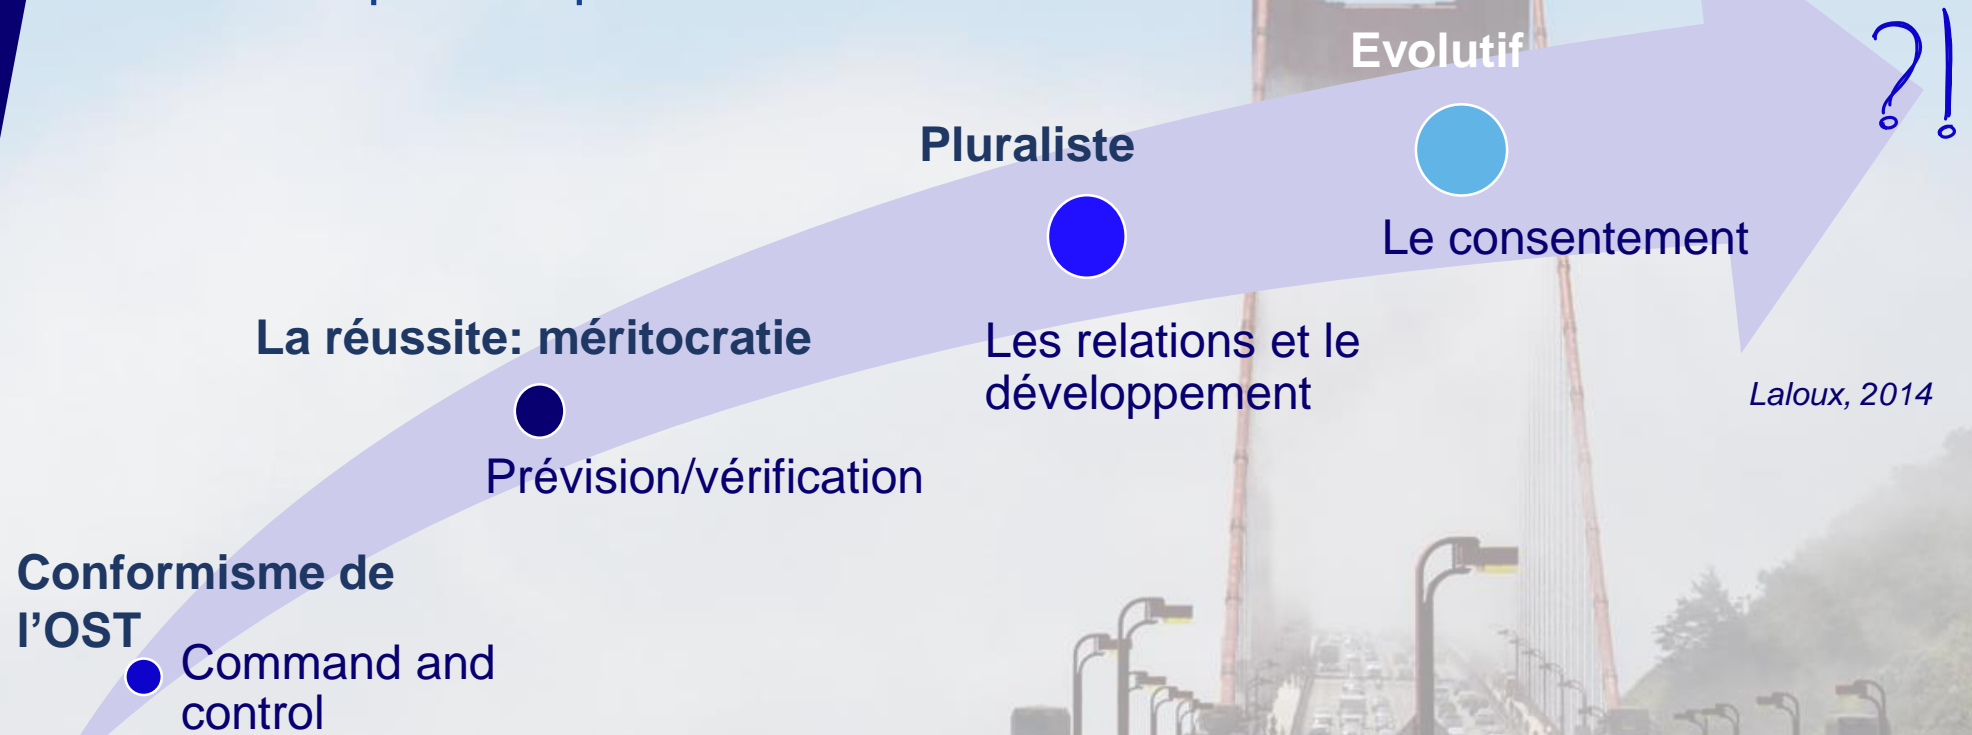 Evolutif
?!
Pluraliste
Le consentement
La réussite: méritocratie
Les relations et le
développement
Laloux, 2014
Prévision/vérification
Conformisme de
l’OST
Command and
control